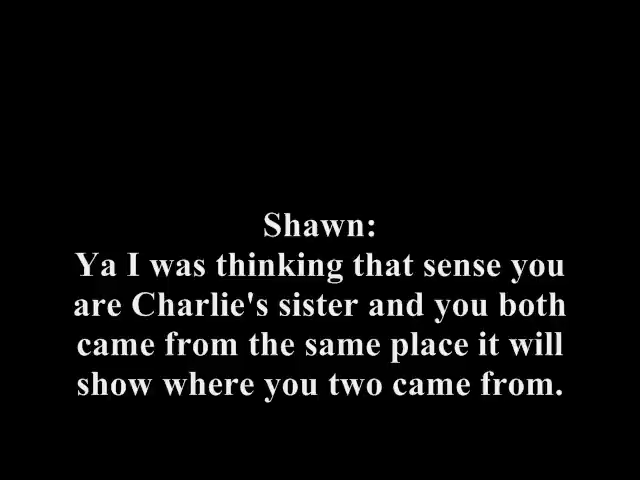 Shawn:
Ya I was thinking that sense you
are Charlie's sister and you both
came from the same place it will
show where you two came from.